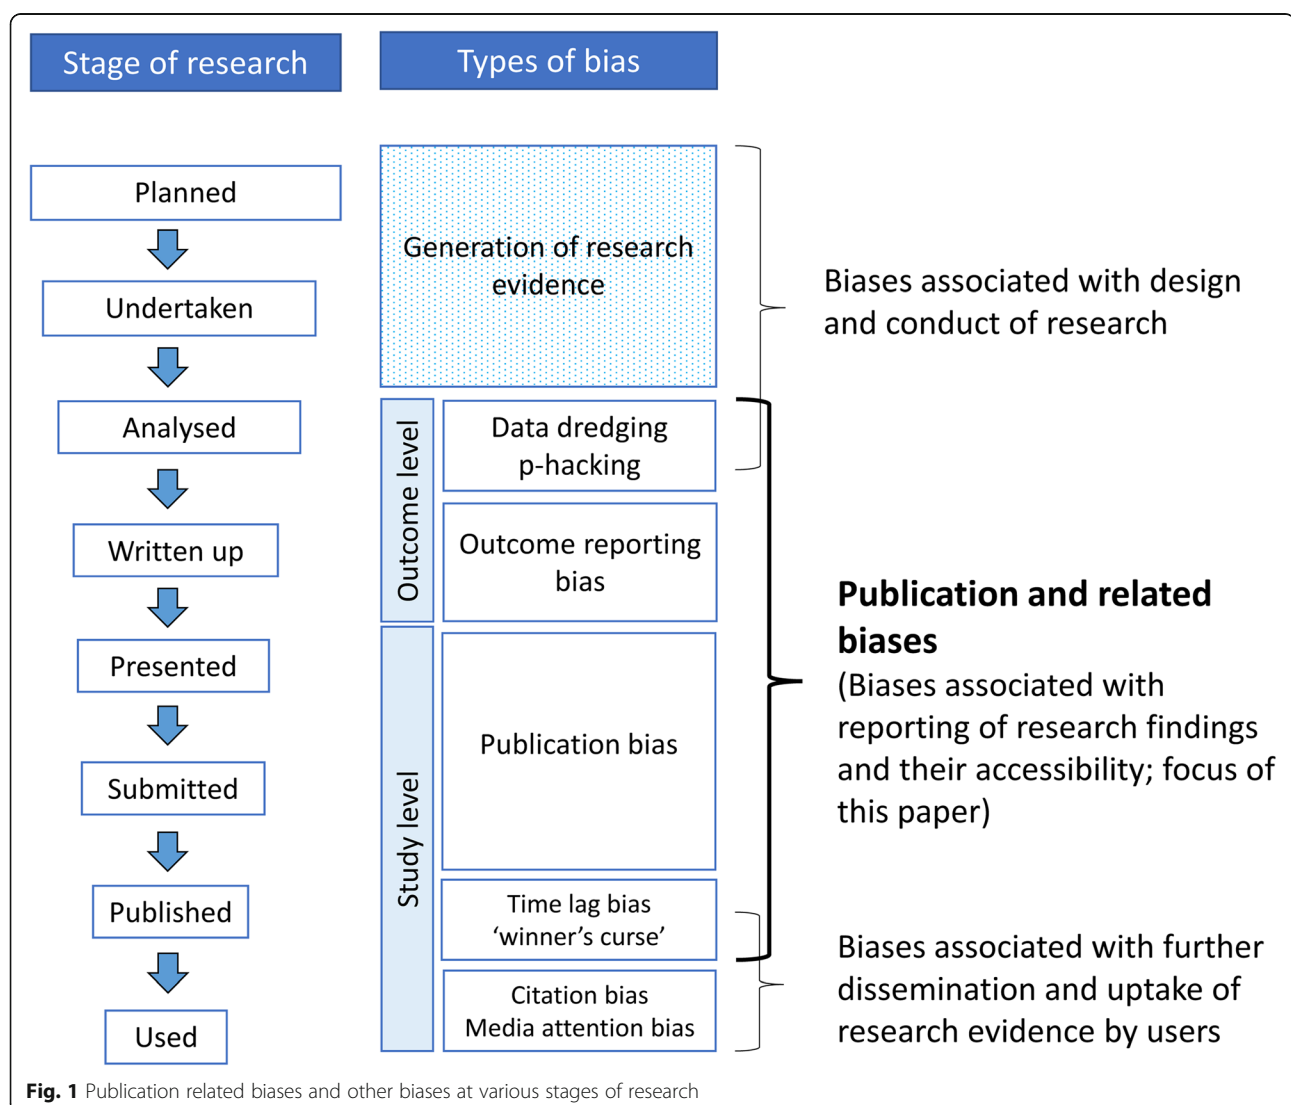 Stage of research
Types of bias
Planned
Undertaken
Analysed
Written up
Presented
Submitted
Published
Used
Generation of research
evidence
Outcome level
Data dredging
p-hacking
Outcome reporting
bias
Study level
Publication bias
Time lag bias
‘winner’s curse’
Citation bias
Media attention bias
Biases associated with design
and conduct of research
Publication and related
biases
(Biases associated with
reporting of research findings
and their accessibility; focus of
this paper)
Biases associated with further
dissemination and uptake of
research evidence by users
Fig. 1 Publication related biases and other biases at various stages of research